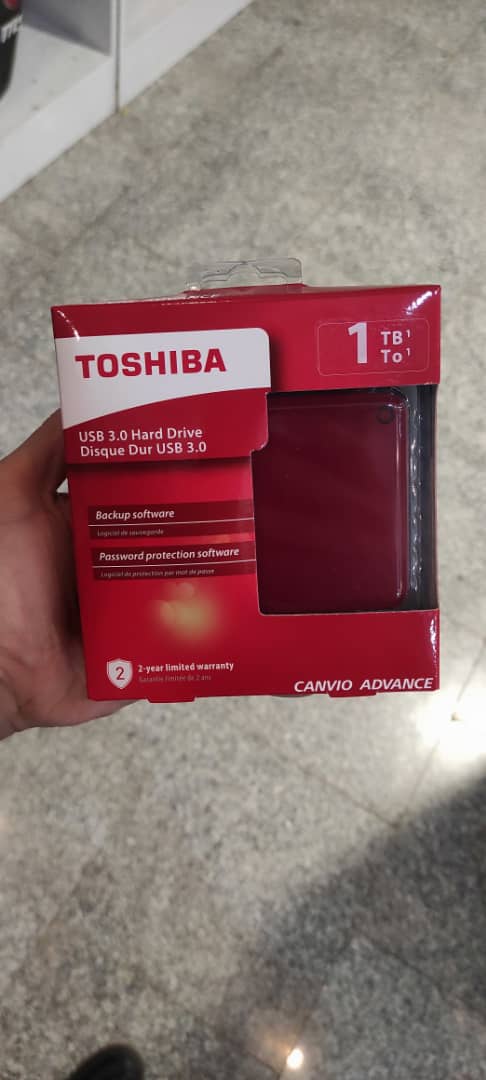 TOSHIBA
1 TB¹
To¹
USB 3.0 Hard Drive
Disque Dur USB 3.0
Backup software
Logiciel de sauvegarde
Password protection software
Logiciel de protection par mot de passe
2 2-year limited warranty
Garantie limitée de 2 ans
CANVIO ADVANCE